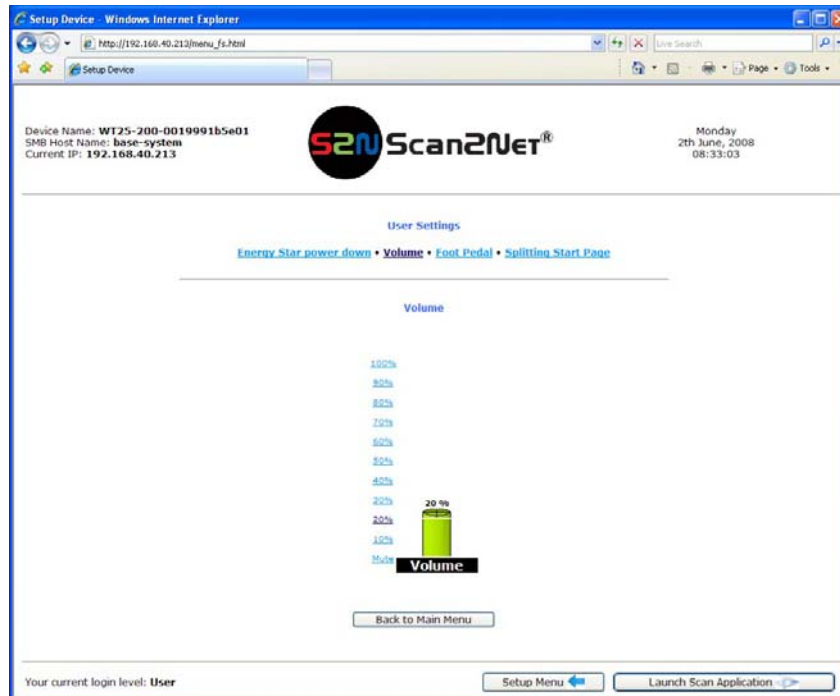 Setup Device - Windows Internet Explorer
http://192.168.40.213/menu_fs.html
Live Search
Setup Device
Page
Tools
Device Name: WT25-200-0019991b5e01
SMB Host Name: base-system
Current IP: 192.168.40.213
S2N Scan2Net®
Monday
2th June, 2008
08:33:03
User Settings
Energy Star power down • Volume • Foot Pedal • Splitting Start Page
Volume
100%
90%
80%
70%
60%
50%
40%
20%
20 %
20%
10%
Mute
Volume
Back to Main Menu
Your current login level: User
Setup Menu
Launch Scan Application